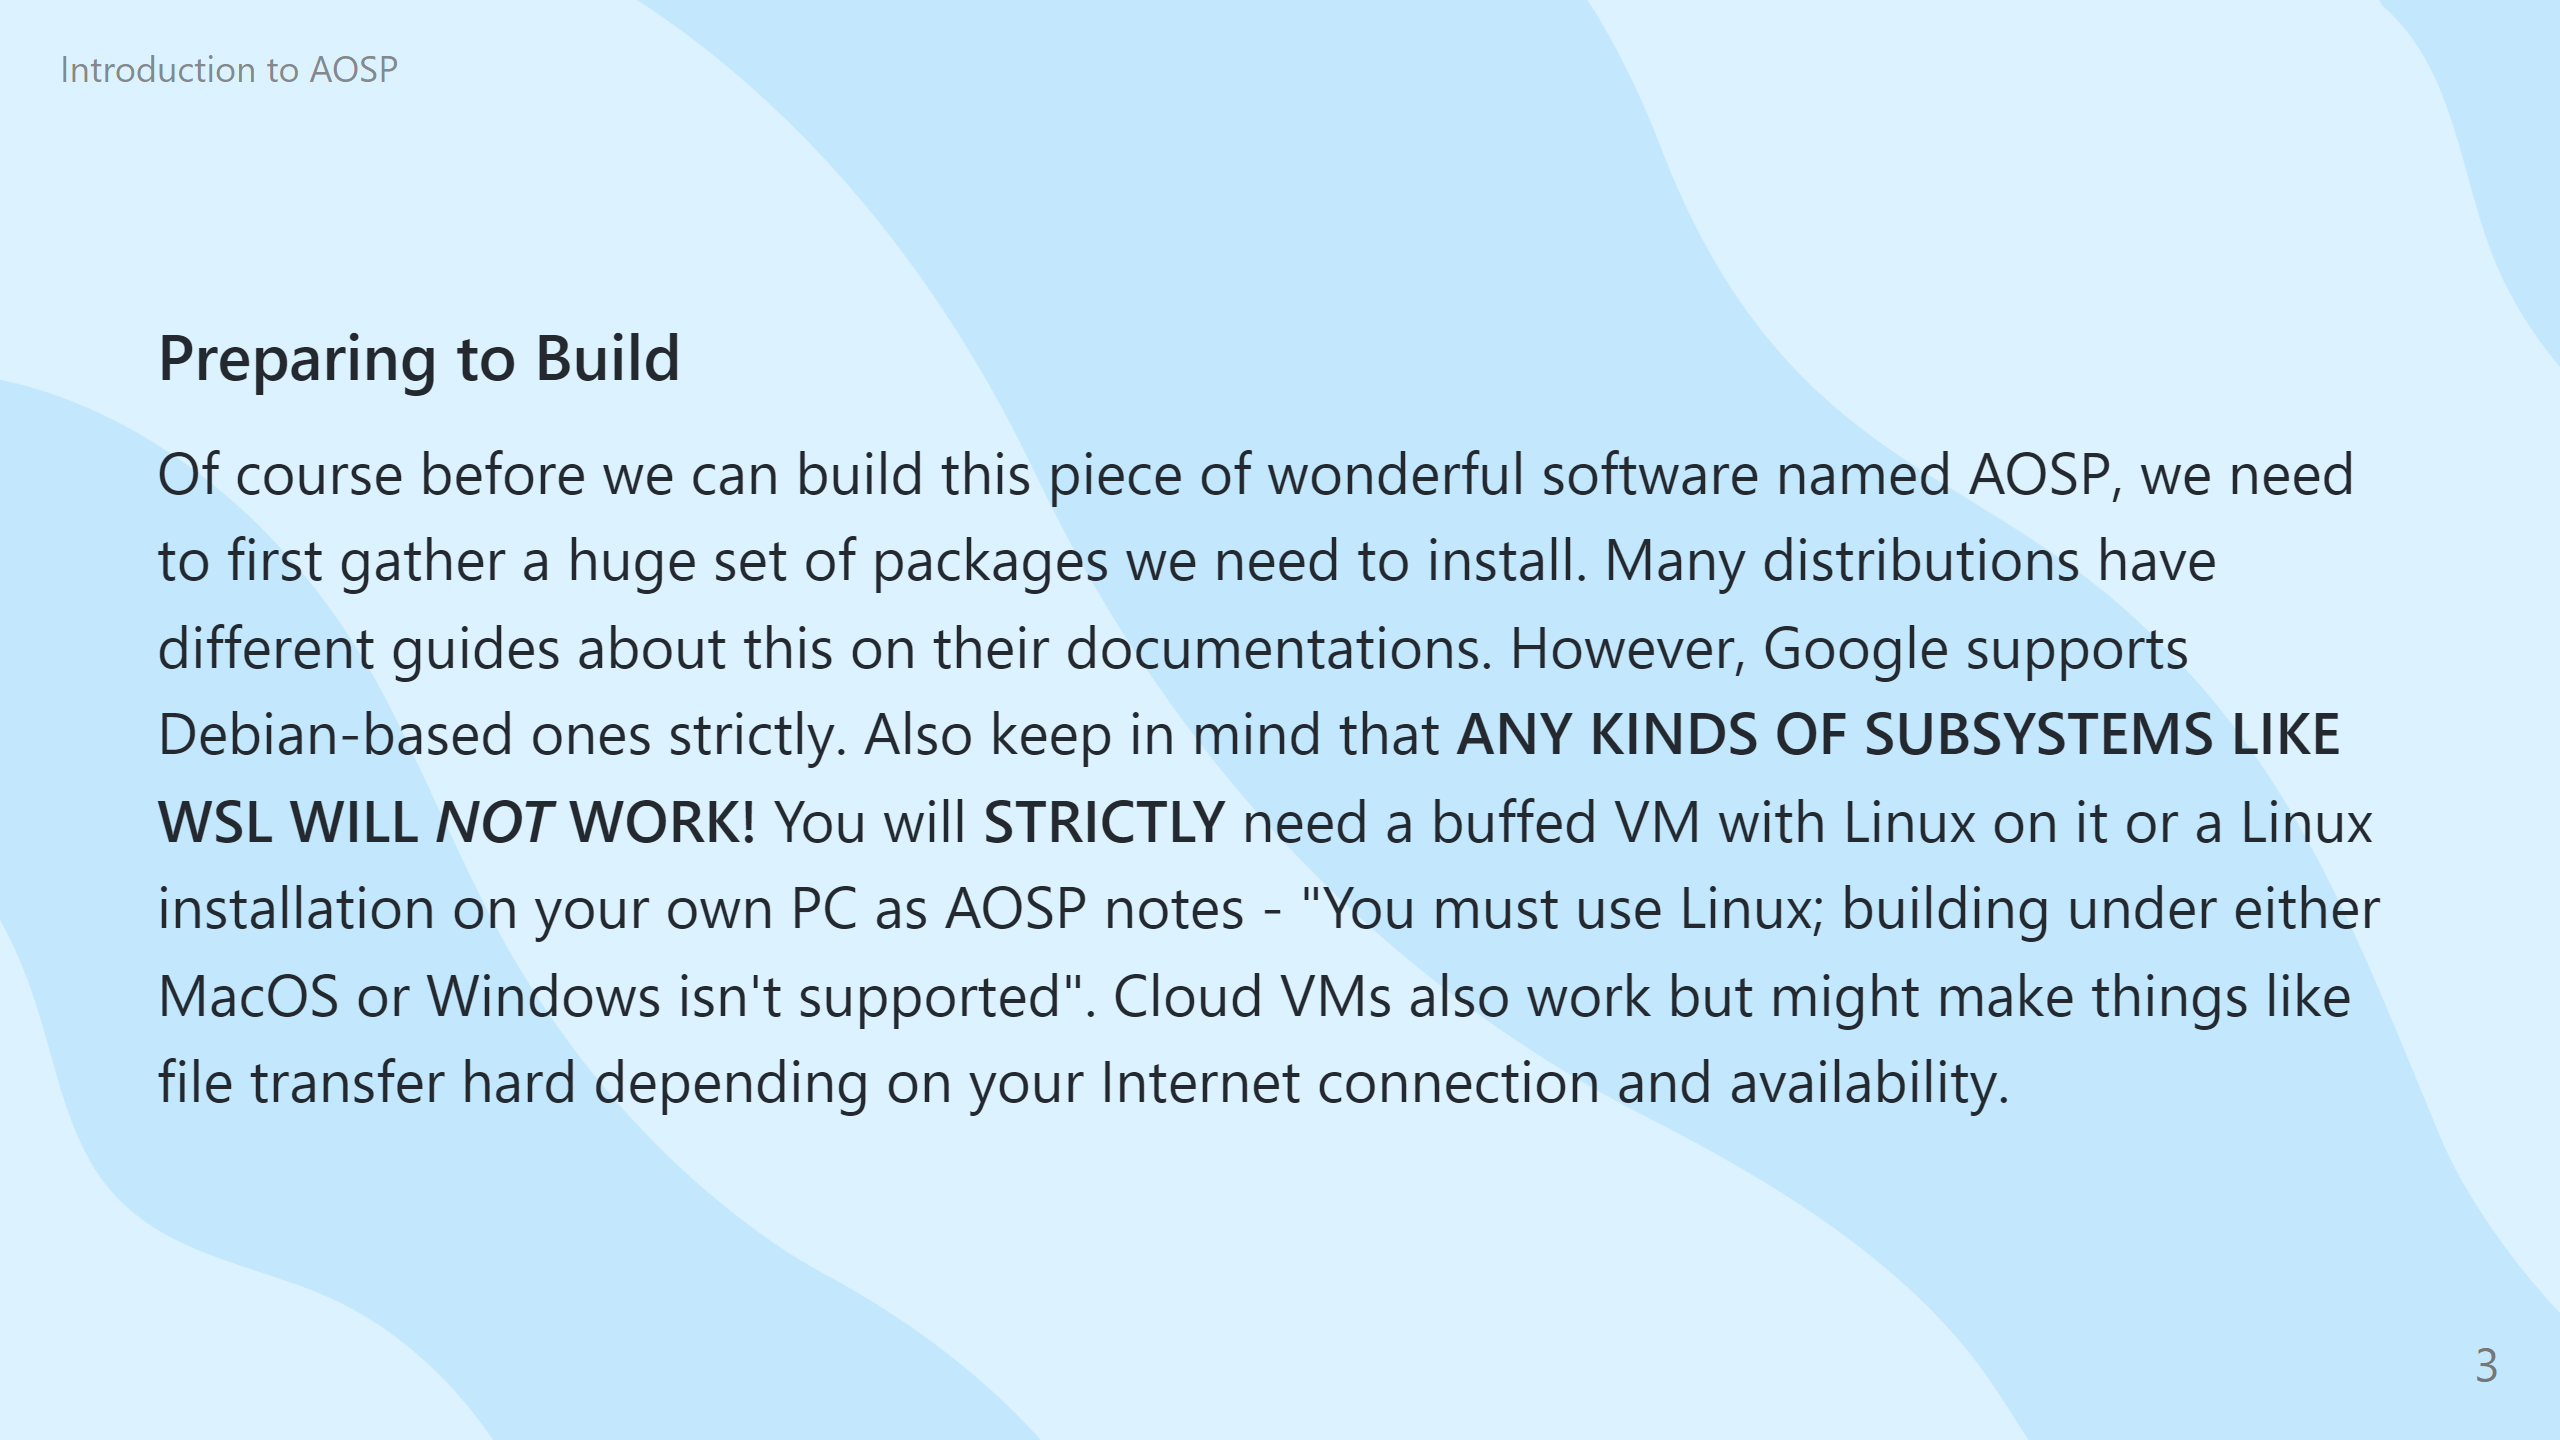 Introduction to AOSP
Preparing to Build
Of course before we can build this piece of wonderful software named AOSP, we need
to first gather a huge set of packages we need to install. Many distributions have
different guides about this on their documentations. However, Google supports
Debian-based ones strictly. Also keep in mind that ANY KINDS OF SUBSYSTEMS LIKE
WSL WILL NOT WORK! You will STRICTLY need a buffed VM with Linux on it or a Linux
installation on your own PC as AOSP notes - "You must use Linux; building under either
MacOS or Windows isn't supported". Cloud VMs also work but might make things like
file transfer hard depending on your Internet connection and availability.
3